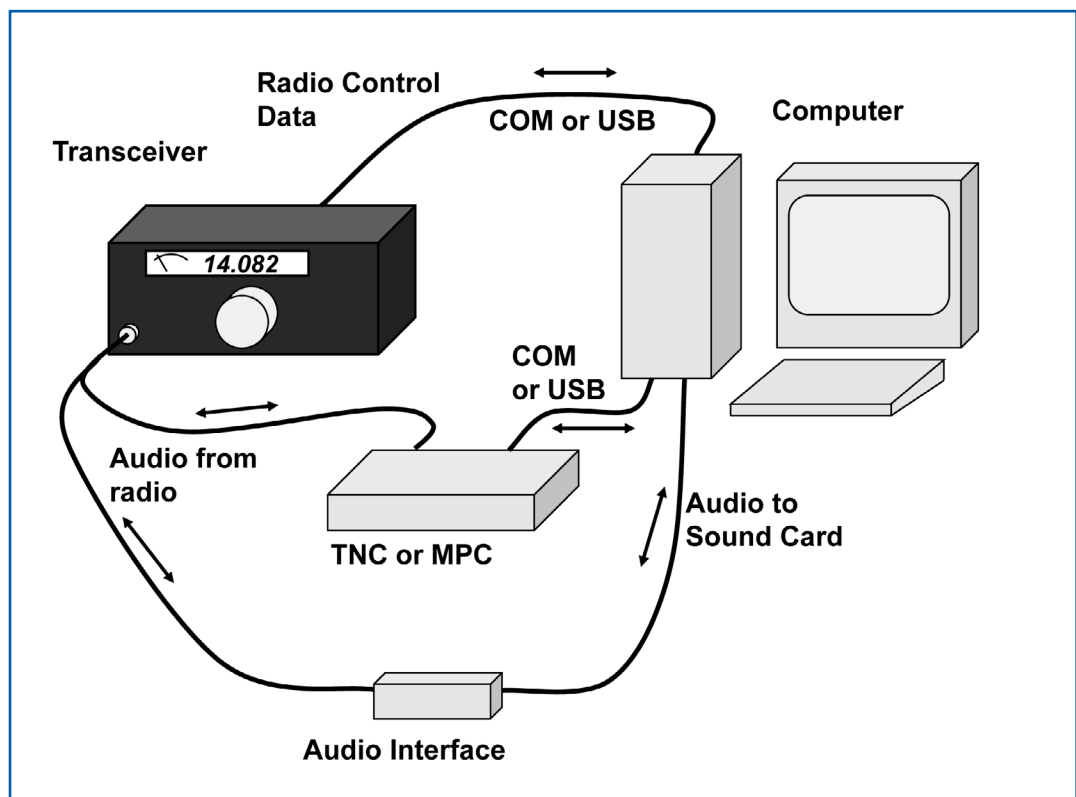 Radio Control
Data
COM or USB
Computer
Transceiver
14.082
COM
or USB
Audio from
radio
TNC or MPC
Audio to
Sound Card
Audio Interface